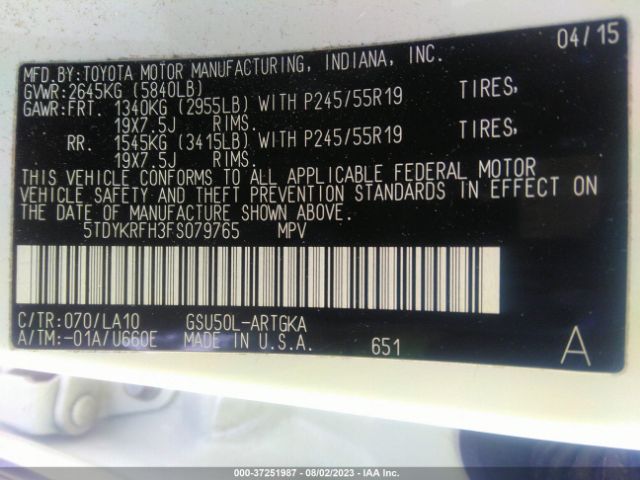 04/15
MFD.BY:TOYOTA MOTOR MANUFACTURING, INDIANA, INC.
GVWR:2645KG (5840LB)
GAWR:FRT. 1340KG (2955LB) WITH P245/55R19 TIRES,
19X7.5J RIMS.
RR. 1545KG (3415LB) WITH P245/55R19 TIRES,
19X7.5J RIMS.
THIS VEHICLE CONFORMS TO ALL APPLICABLE FEDERAL MOTOR
VEHICLE SAFETY AND THEFT PREVENTION STANDARDS IN EFFECT ON
THE DATE OF MANUFACTURE SHOWN ABOVE.
5TDYKRFH3FS079765 MPV
C/TR:070/LA10 GSU50L-ARTGKA
A/TM:-01A/U660E MADE IN U.S.A. 651 A
000-37251987 - 08/02/2023 - IAA Inc.